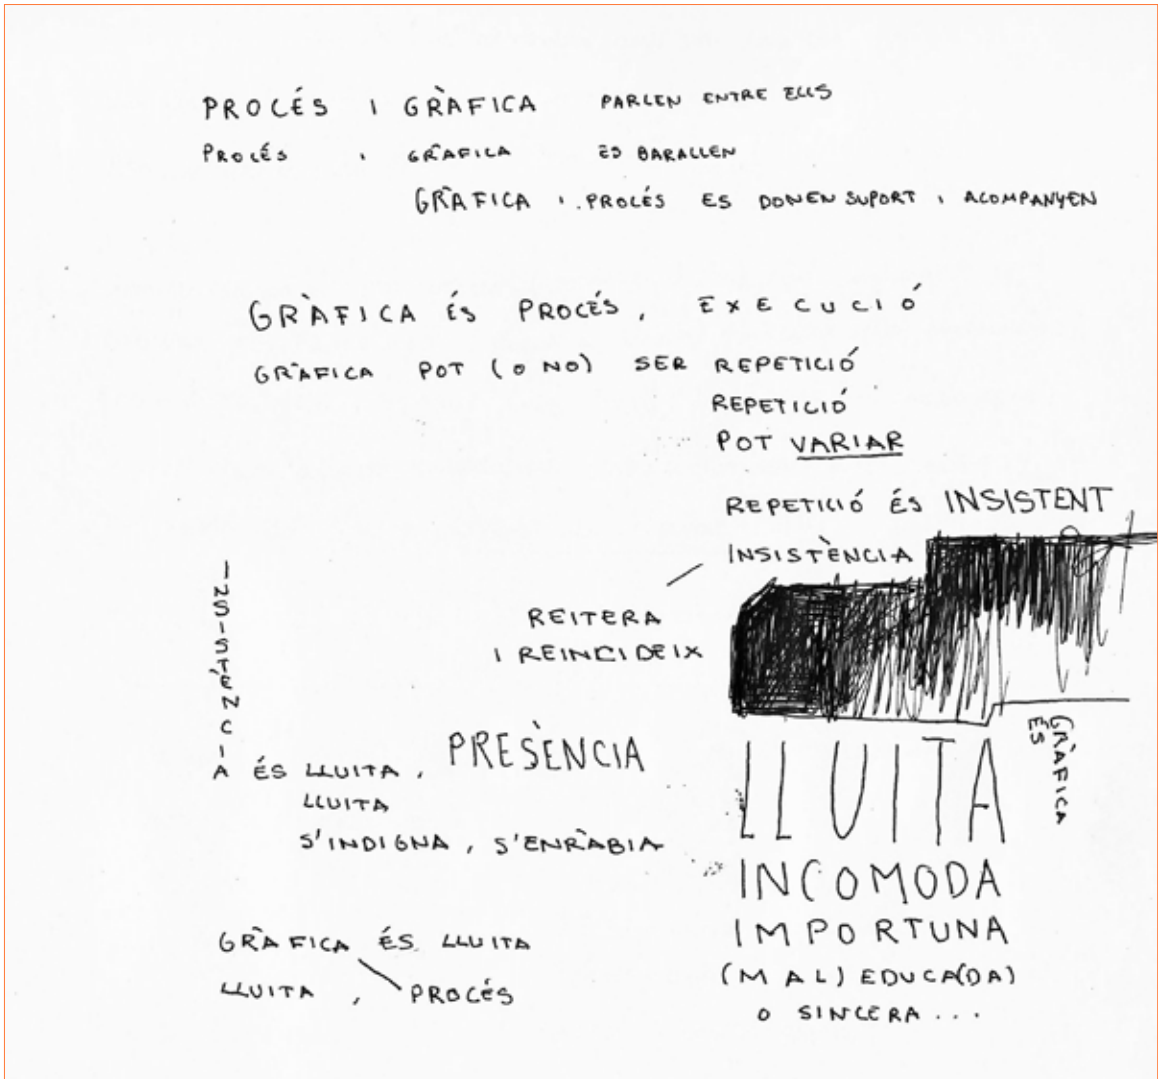 PROCÉS I GRÀFICA PARLEN ENTRE ELLS
PROCÉS I GRÀFICA ES BARALLEN
GRÀFICA I PROCÉS ES DONEN SUPORT I ACOMPANYEN
GRÀFICA ÉS PROCÉS, EXECUCIÓ
GRÀFICA POT (O NO) SER REPETICIÓ
REPETICIÓ
POT VARIAR
REPETICIÓ ÉS INSISTENT
INSISTÈNCIA
REITERA
I REINCIDEIX
INSISTÈNCIA
ÉS LLUITA, PRESÈNCIA
LLUITA
S'INDIGNA, S'ENRÀBIA
GRÀFICA ÉS
LLUITA
INCOMODA
IMPORTUNA
(MAL) EDUCA(DA)
O SINCERA...
GRÀFICA ÉS LLUITA
LLUITA, PROCÉS